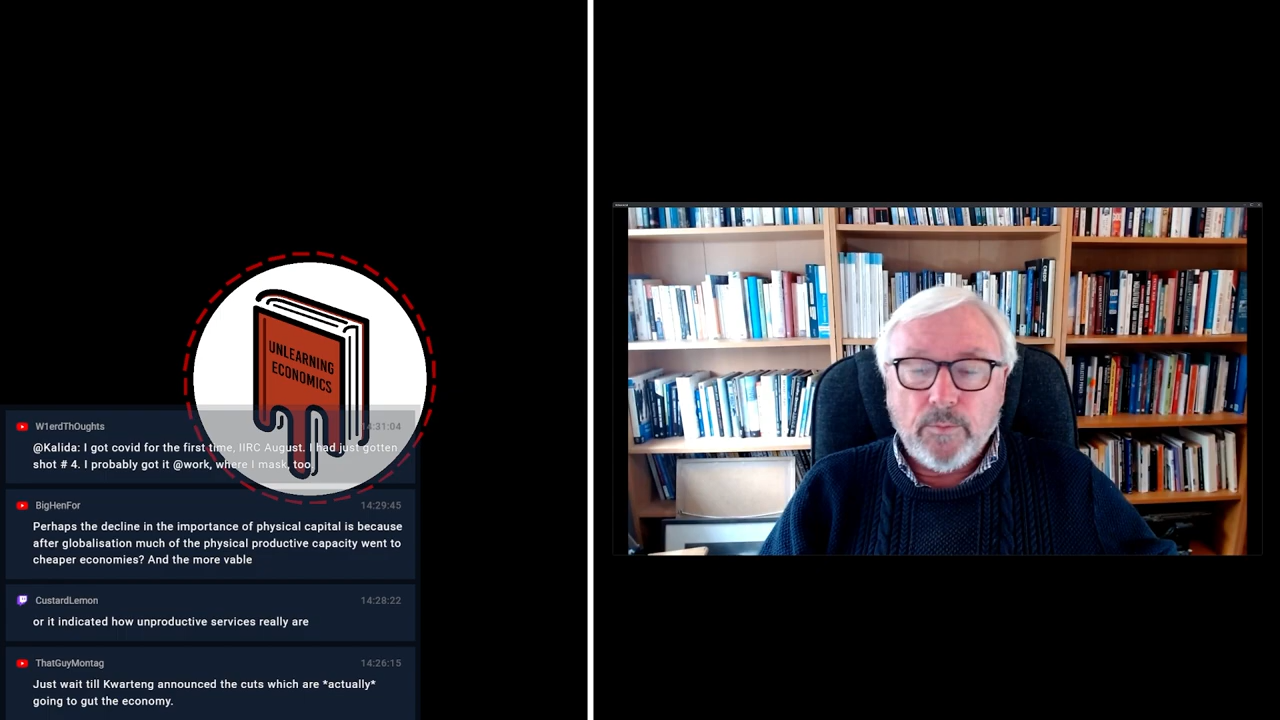 UNLEARNING
ECONOMICS
W1erdThOughts
14:31:04
@Kalida: I got covid for the first time, IIRC August. I had just gotten
shot # 4. I probably got it @work, where I mask, too.
BigHenFor
14:29:45
Perhaps the decline in the importance of physical capital is because
after globalisation much of the physical productive capacity went to
cheaper economies? And the more vable
CustardLemon
14:28:22
or it indicated how unproductive services really are
ThatGuyMontag
14:26:15
Just wait till Kwarteng announced the cuts which are *actually*
going to gut the economy.